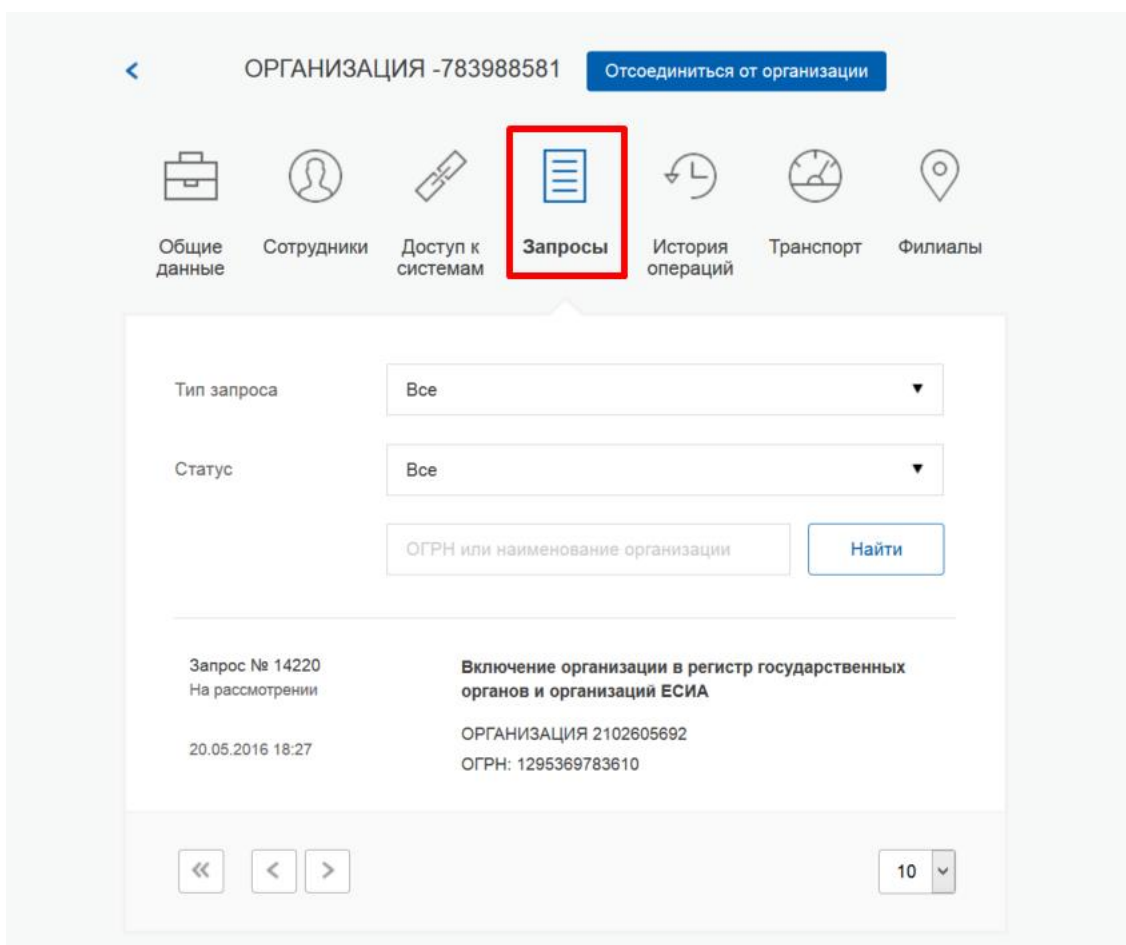 ОРГАНИЗАЦИЯ -783988581
Отсоединиться от организации
Общие
данные
Сотрудники
Доступ к
системам
Запросы
История
операций
Транспорт
Филиалы
Тип запроса
Все
Статус
Все
ОГРН или наименование организации
Найти
Запрос № 14220
На рассмотрении
20.05.2016 18:27
Включение организации в регистр государственных
органов и организаций ЕСИА
ОРГАНИЗАЦИЯ 2102605692
ОГРН: 1295369783610
10